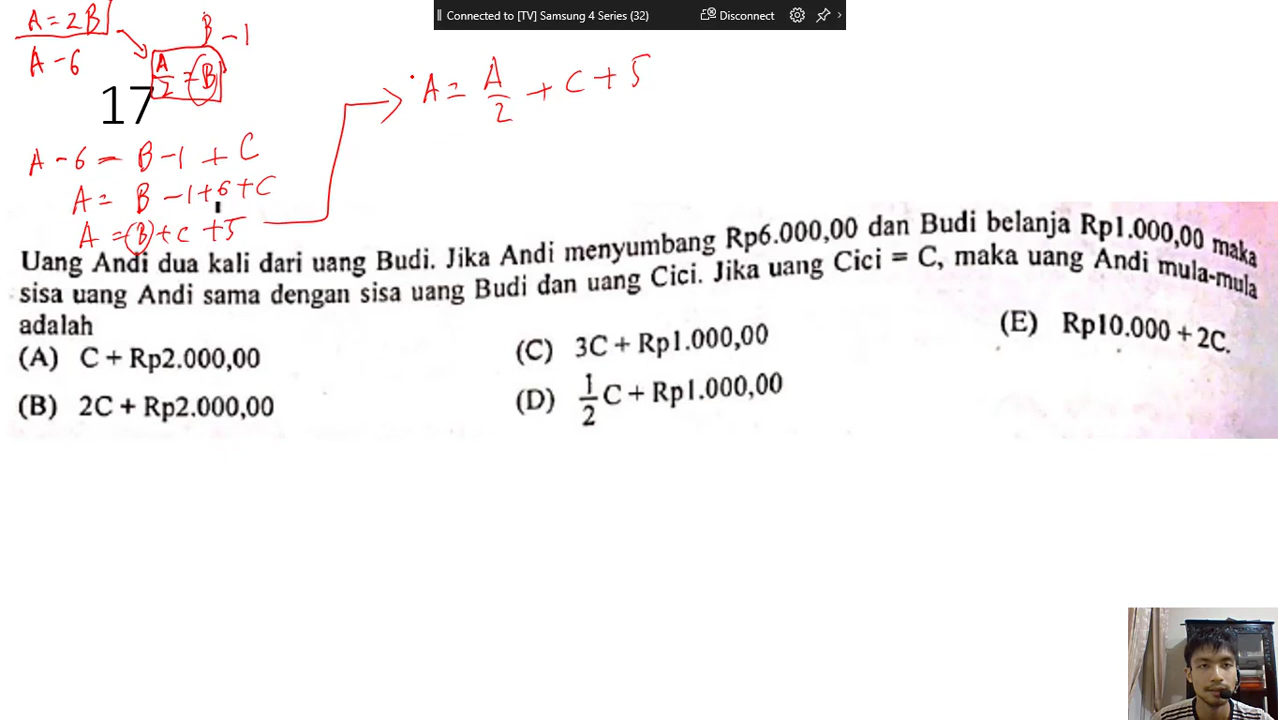 Connected to [TV] Samsung 4 Series (32)
Disconnect
A = 2B
A - 6
B - 1
A/2 = B
17
A - 6 = B - 1 + C
A = B - 1 + 6 + C
A = B + C + 5
A = A/2 + C + 5
Uang Andi dua kali dari uang Budi. Jika Andi menyumbang Rp6.000,00 dan Budi belanja Rp1.000,00 maka
sisa uang Andi sama dengan sisa uang Budi dan uang Cici. Jika uang Cici = C, maka uang Andi mula-mula
adalah
(A) C + Rp2.000,00
(B) 2C + Rp2.000,00
(C) 3C + Rp1.000,00
(D) 1/2 C + Rp1.000,00
(E) Rp10.000 + 2C.